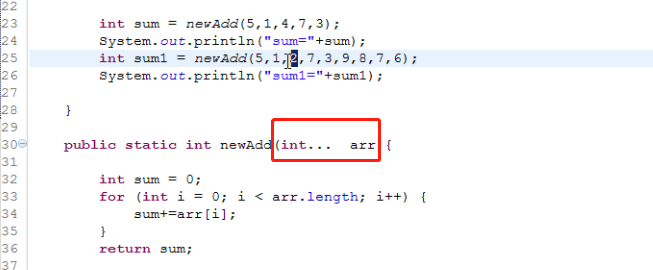 22
23 int sum = newAdd(5,1,4,7,3);
24 System.out.println("sum="+sum);
25 int sum1 = newAdd(5,1,2,7,3,9,8,7,6);
26 System.out.println("sum1="+sum1);
27
28 }
29
30 public static int newAdd(int... arr {
31
32 int sum = 0;
33 for (int i = 0; i < arr.length; i++) {
34 sum+=arr[i];
35 }
36 return sum;
37